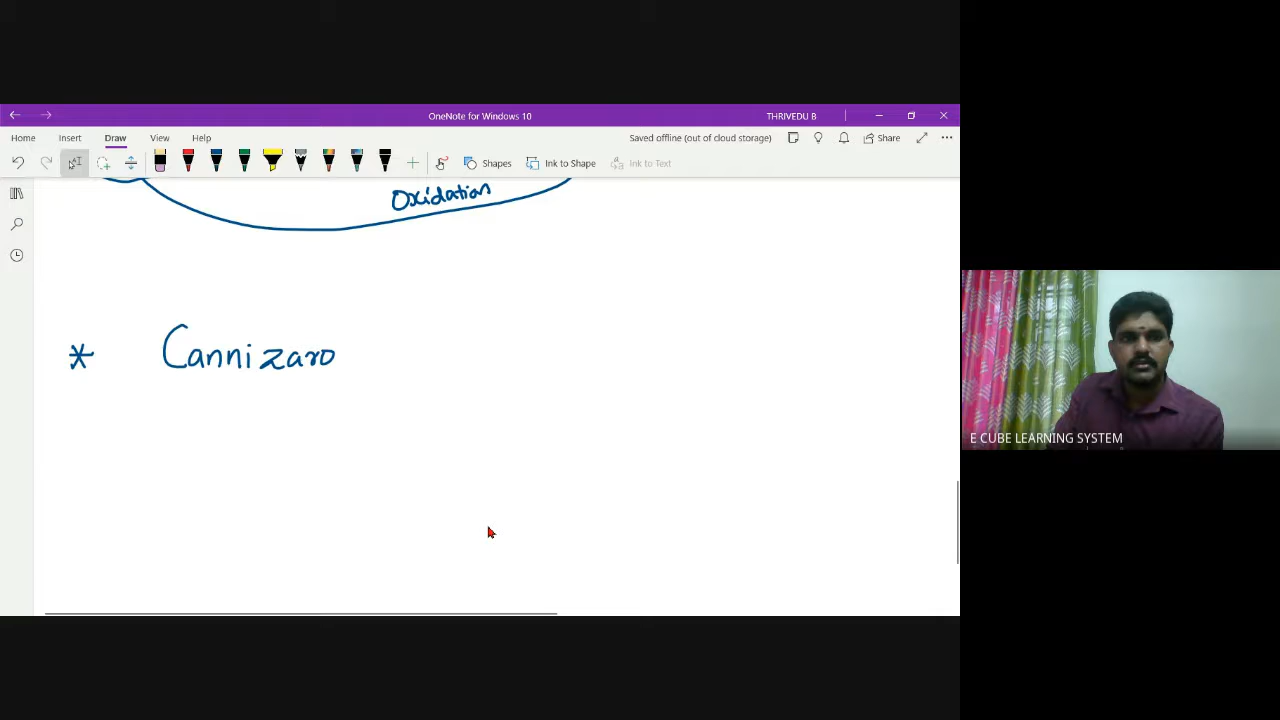 OneNote for Windows 10
THRIVEDU B
Home Insert Draw View Help
Saved offline (out of cloud storage)
Share
Shapes
Ink to Shape
Ink to Text
Oxidation
* Cannizaro
E CUBE LEARNING SYSTEM